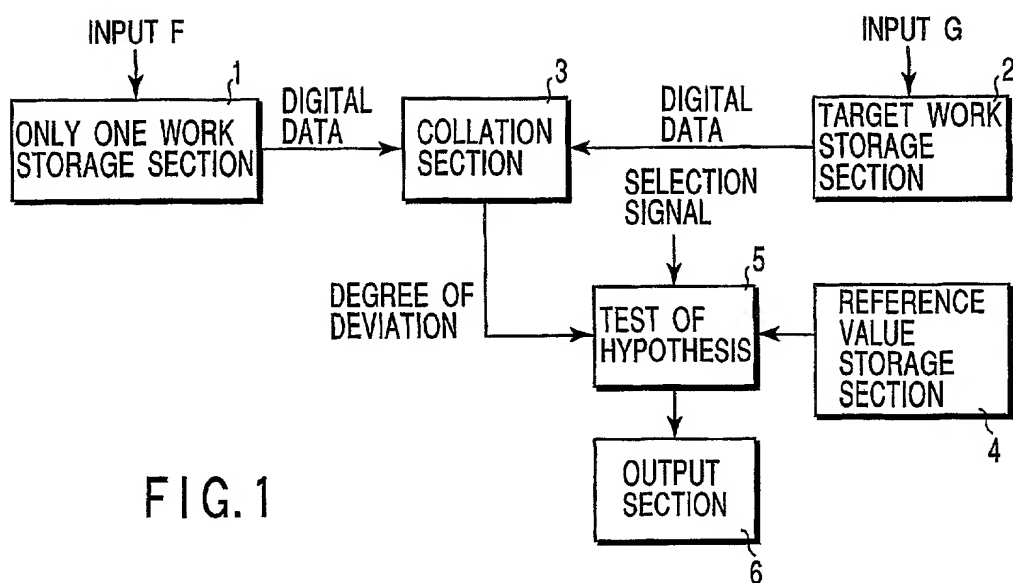 INPUT F
1
ONLY ONE WORK
STORAGE SECTION
DIGITAL
DATA
3
COLLATION
SECTION
DIGITAL
DATA
INPUT G
2
TARGET WORK
STORAGE
SECTION
SELECTION
SIGNAL
DEGREE OF
DEVIATION
5
TEST OF
HYPOTHESIS
REFERENCE
VALUE
STORAGE
SECTION
4
OUTPUT
SECTION
6
FIG. 1